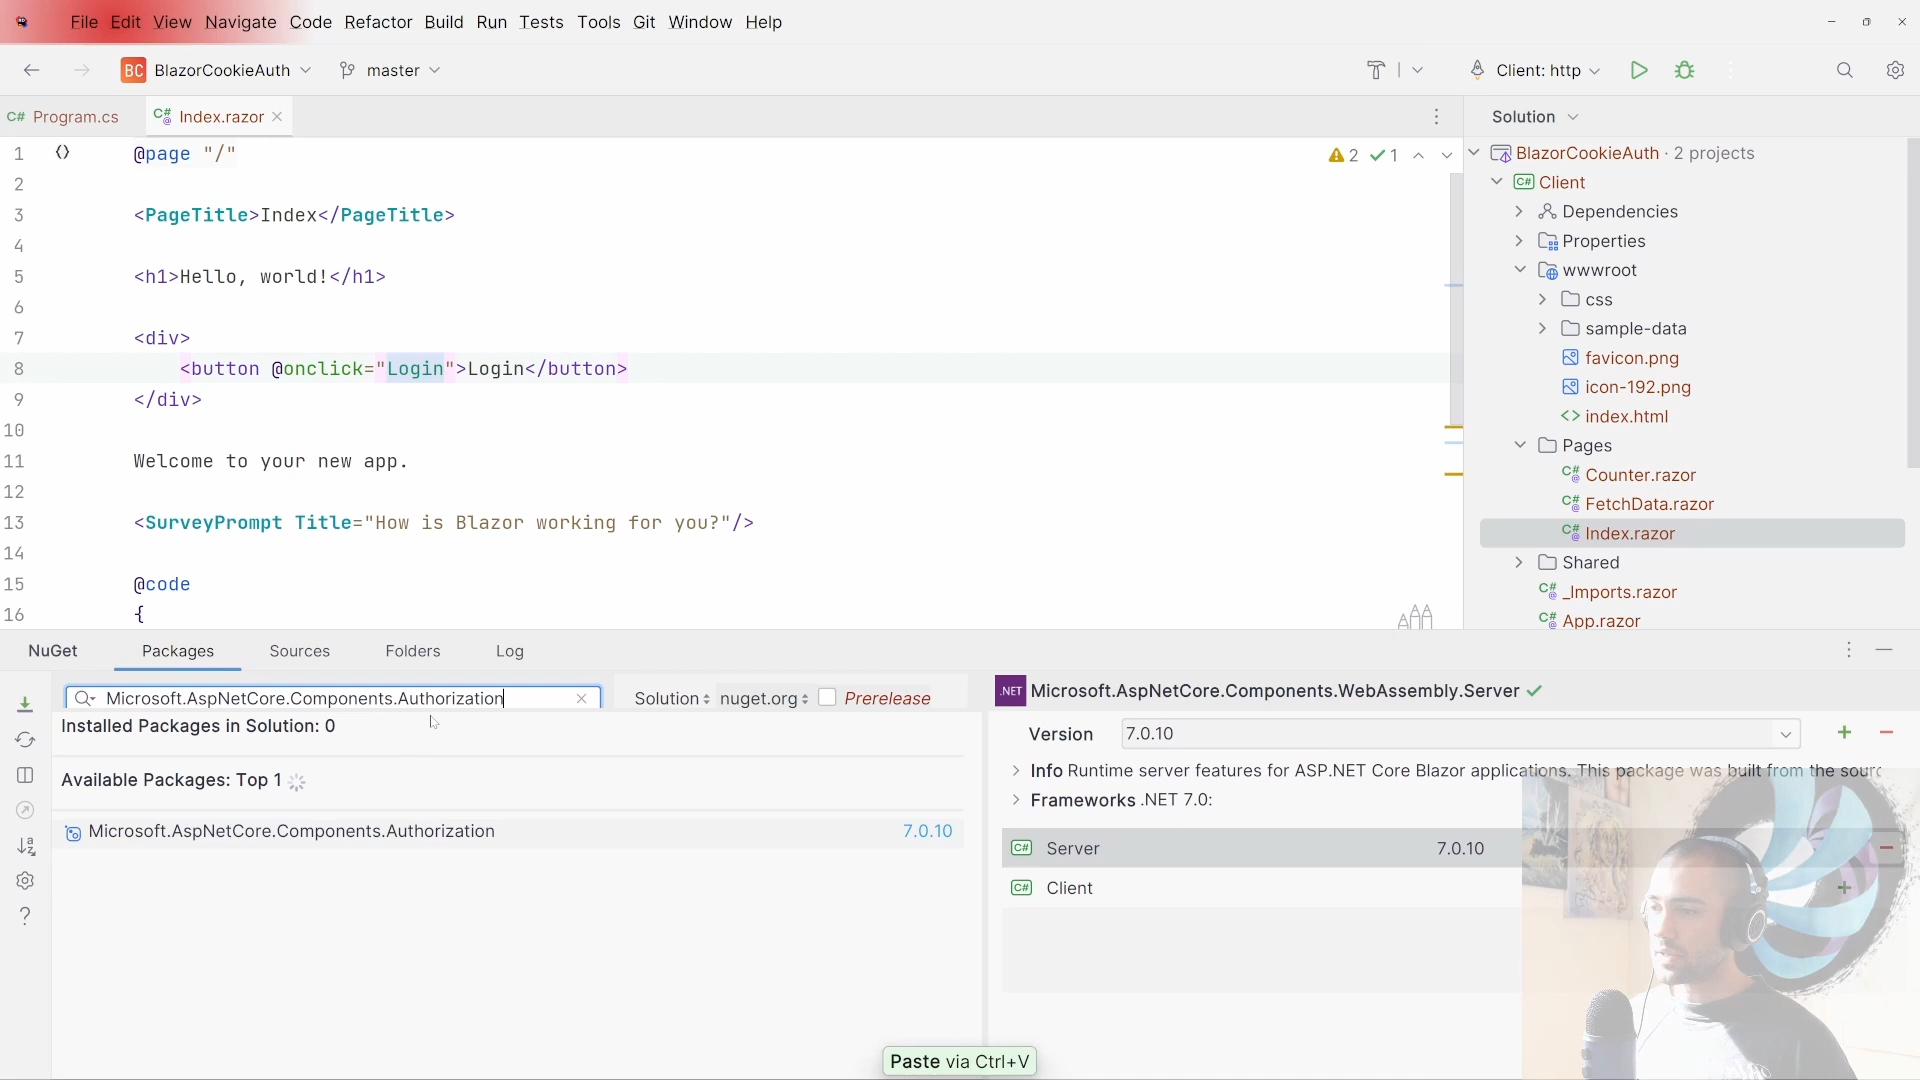 File Edit View Navigate Code Refactor Build Run Tests Tools Git Window Help
BC BlazorCookieAuth master Client: http
C# Program.cs C# Index.razor Solution
1 @page "/" 2 1
2
3 <PageTitle>Index</PageTitle>
4
5 <h1>Hello, world!</h1>
6
7 <div>
8 <button @onclick="Login">Login</button>
9 </div>
10
11 Welcome to your new app.
12
13 <SurveyPrompt Title="How is Blazor working for you?"/>
14
15 @code
16 {
BlazorCookieAuth · 2 projects
C# Client
Dependencies
Properties
wwwroot
css
sample-data
favicon.png
icon-192.png
index.html
Pages
C# Counter.razor
C# FetchData.razor
C# Index.razor
Shared
C# _Imports.razor
C# App.razor
NuGet Packages Sources Folders Log
Microsoft.AspNetCore.Components.Authorization Solution nuget.org Prerelease
Installed Packages in Solution: 0
Available Packages: Top 1
Microsoft.AspNetCore.Components.Authorization 7.0.10
.NET Microsoft.AspNetCore.Components.WebAssembly.Server
Version 7.0.10
Info Runtime server features for ASP.NET Core Blazor applications. This package was built from the sourc
Frameworks .NET 7.0:
C# Server 7.0.10
C# Client
Paste via Ctrl+V